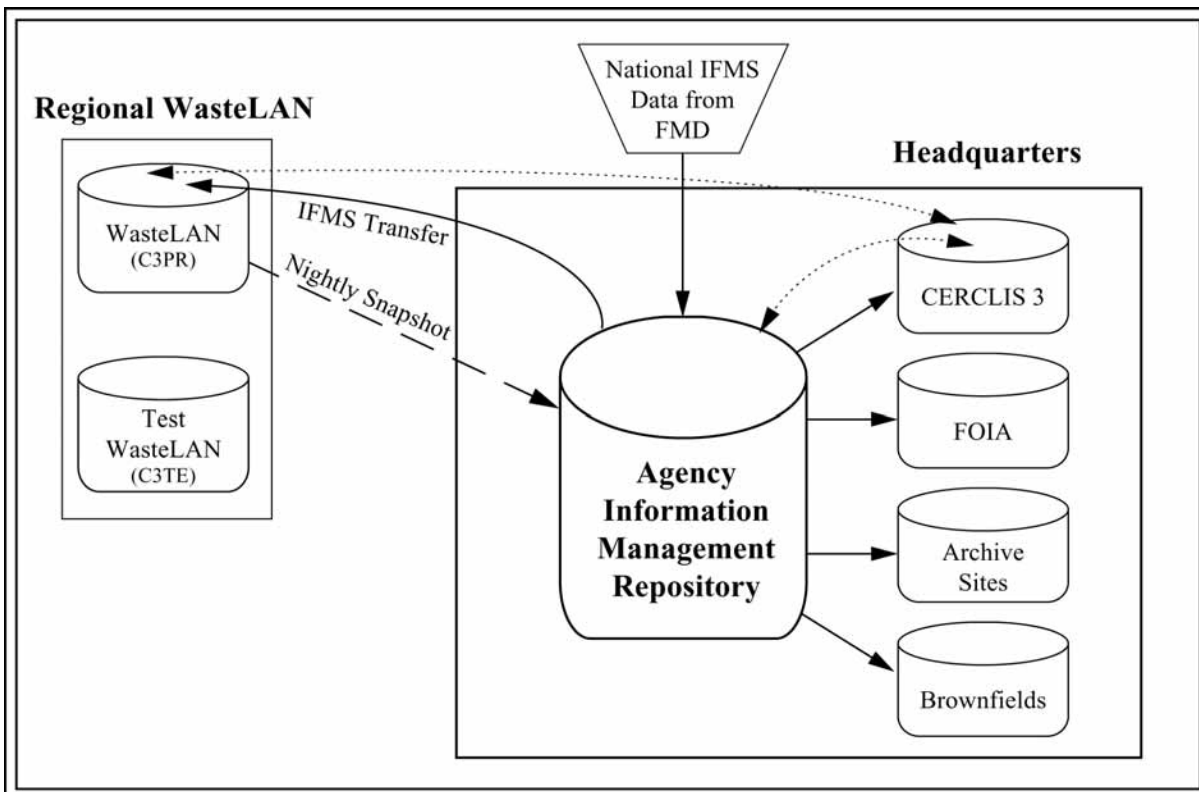 National IFMS
Data from
FMD
Regional WasteLAN
Headquarters
WasteLAN
(C3PR)
IFMS Transfer
Nightly Snapshot
CERCLIS 3
Test
WasteLAN
(C3TE)
FOIA
Agency
Information
Management
Repository
Archive
Sites
Brownfields